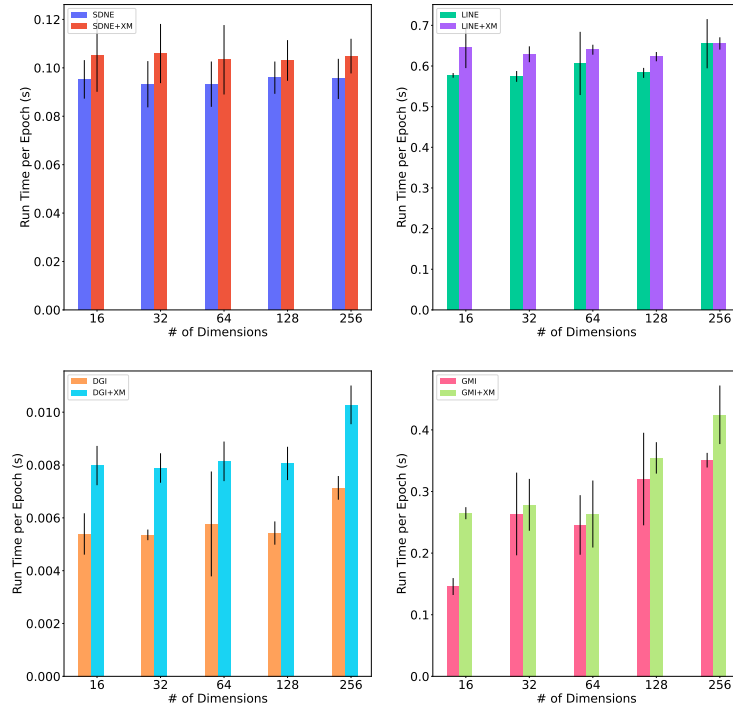 SDNE
SDNE+XM
0.12
0.10
0.08
0.06
0.04
0.02
0.00
Run Time per Epoch (s)
16 32 64 128 256
# of Dimensions
LINE
LINE+XM
0.7
0.6
0.5
0.4
0.3
0.2
0.1
0.0
Run Time per Epoch (s)
16 32 64 128 256
# of Dimensions
DGI
DGI+XM
0.010
0.008
0.006
0.004
0.002
0.000
Run Time per Epoch (s)
16 32 64 128 256
# of Dimensions
GMI
GMI+XM
0.4
0.3
0.2
0.1
0.0
Run Time per Epoch (s)
16 32 64 128 256
# of Dimensions